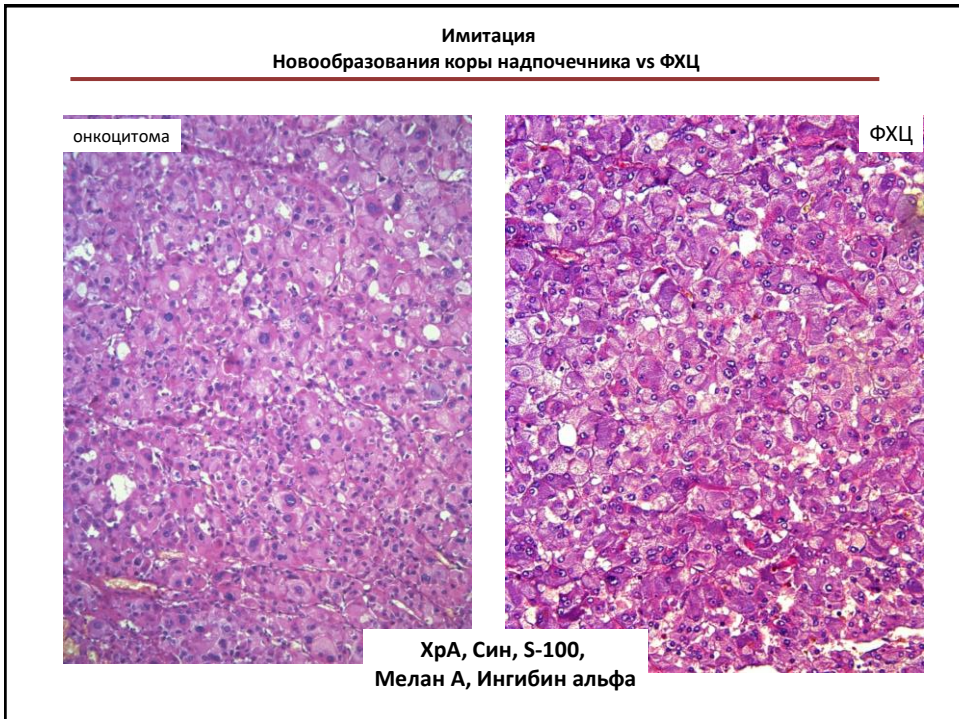 Имитация
Новообразования коры надпочечника vs ФХЦ
онкоцитома
ФХЦ
ХрА, Син, S-100,
Мелан А, Ингибин альфа